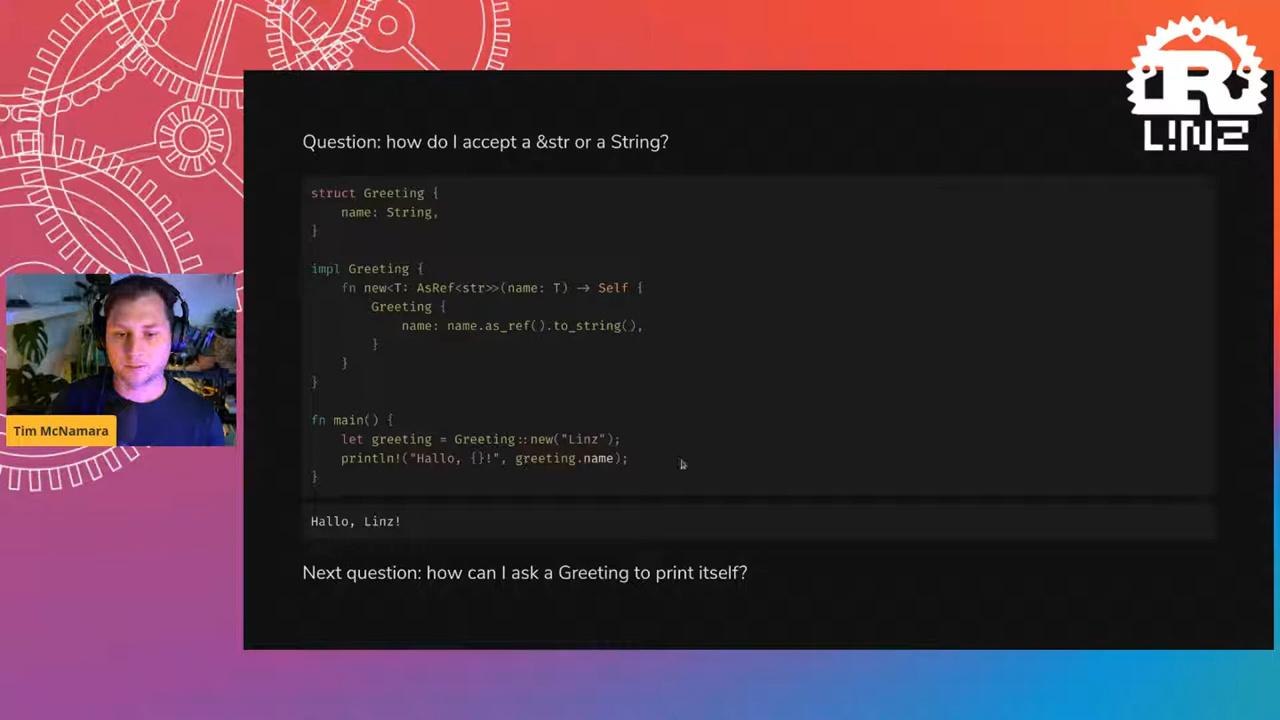 R
L!NZ
Question: how do I accept a &str or a String?
struct Greeting {
    name: String,
}
impl Greeting {
    fn new<T: AsRef<str>>(name: T) → Self {
        Greeting {
            name: name.as_ref().to_string(),
        }
    }
}
fn main() {
    let greeting = Greeting::new("Linz");
    println!("Hallo, {}!", greeting.name);
}
Hallo, Linz!
Next question: how can I ask a Greeting to print itself?
Tim McNamara